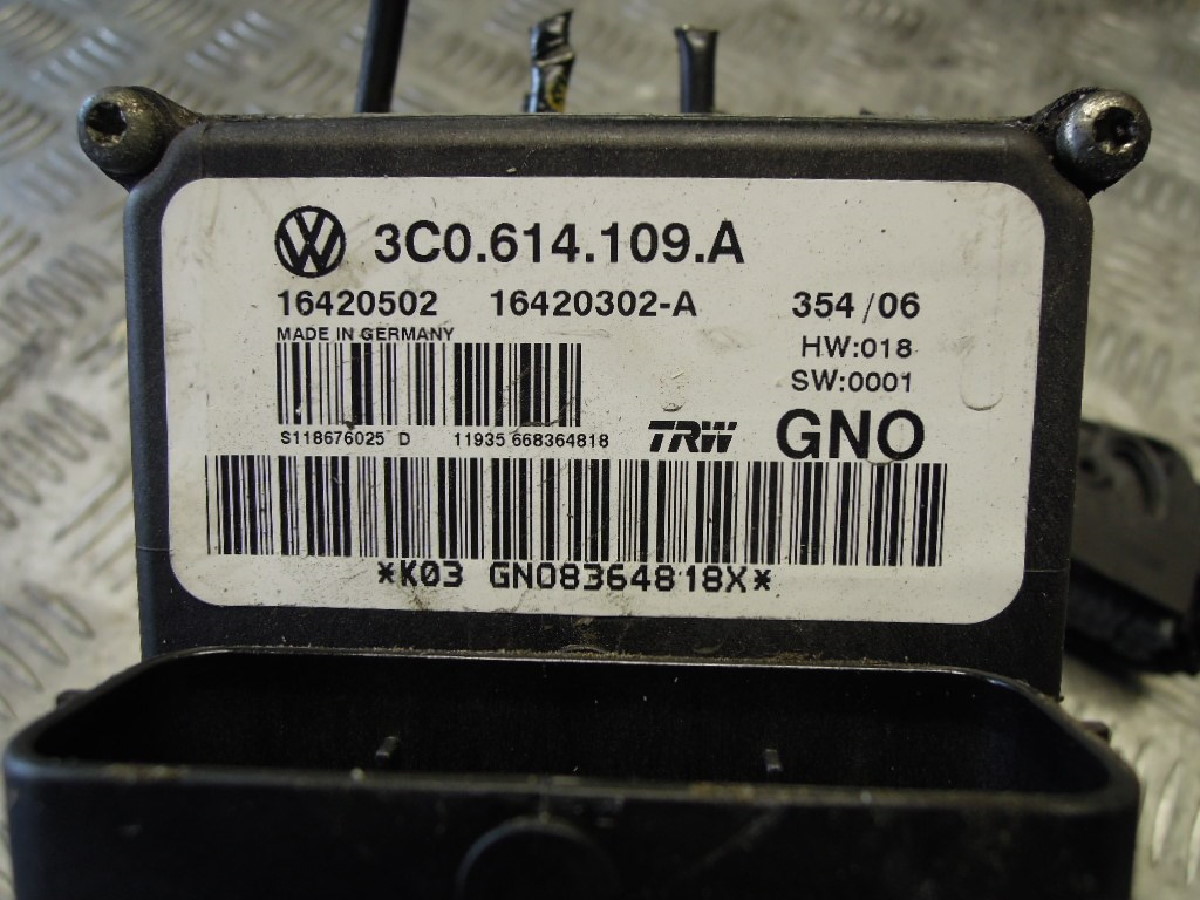 3C0.614.109.A
16420502 16420302-A 354/06
MADE IN GERMANY
HW:018
SW:0001
S118676025 D 11935 668364818
TRW GNO
*K03 GNO8364818X*